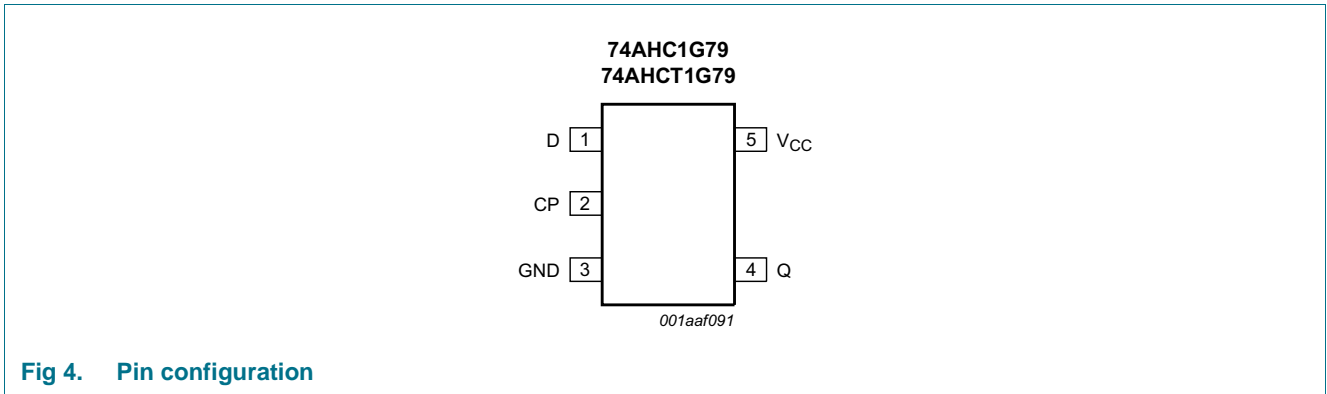 74AHC1G79
74AHCT1G79
D 1
5 VCC
CP 2
GND 3
4 Q
001aaf091
Fig 4. Pin configuration